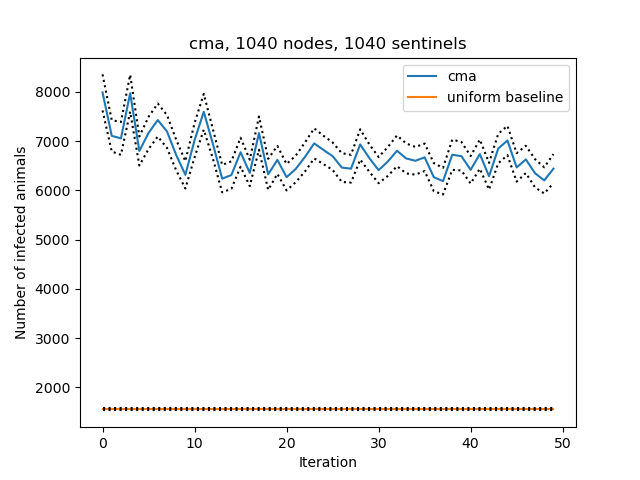 cma, 1040 nodes, 1040 sentinels
cma
uniform baseline
8000
7000
6000
5000
4000
3000
2000
Number of infected animals
0 10 20 30 40 50
Iteration